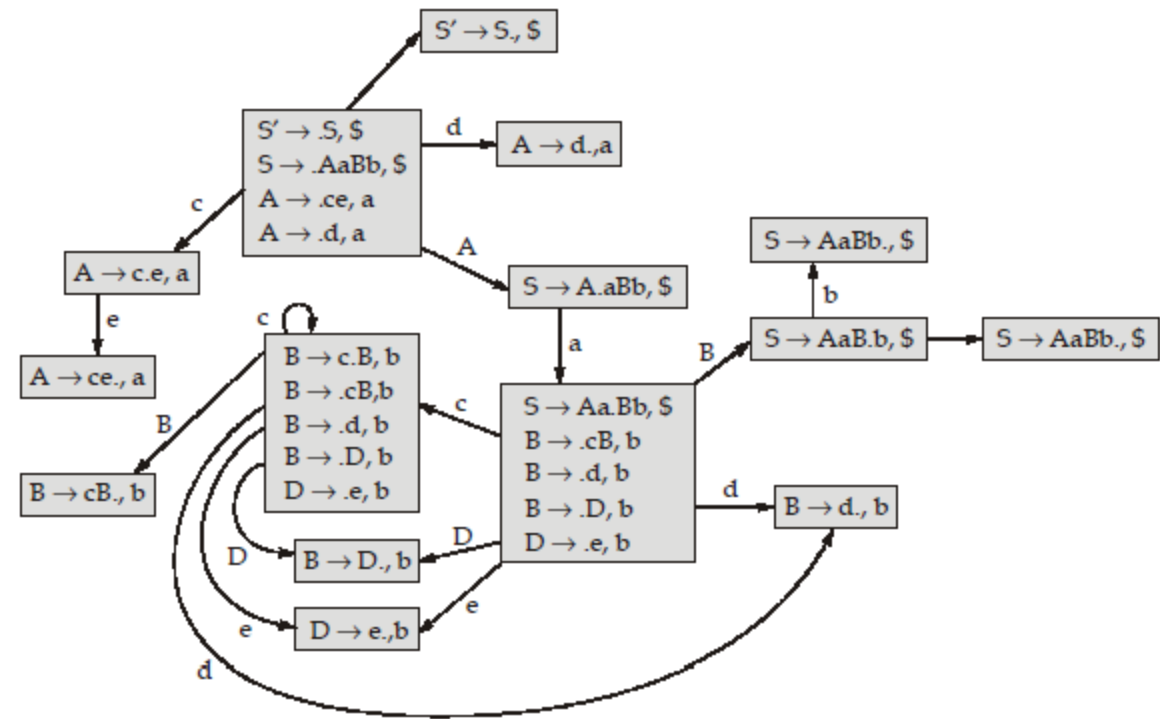 S′ → S., $
S′ → .S, $
S → .AaBb, $
A → .ce, a
A → .d, a
d
A → d.,a
c
A
A → c.e, a
S → A.aBb, $
S → AaBb., $
b
e
a
S → AaB.b, $
S → AaBb., $
A → ce., a
c
B → c.B, b
B → .cB,b
B → .d, b
B → .D, b
D → .e, b
B
c
S → Aa.Bb, $
B → .cB, b
B → .d, b
B → .D, b
D → .e, b
B
B → cB., b
d
B → d., b
D
B → D., b
D
e
D → e.,b
e
d